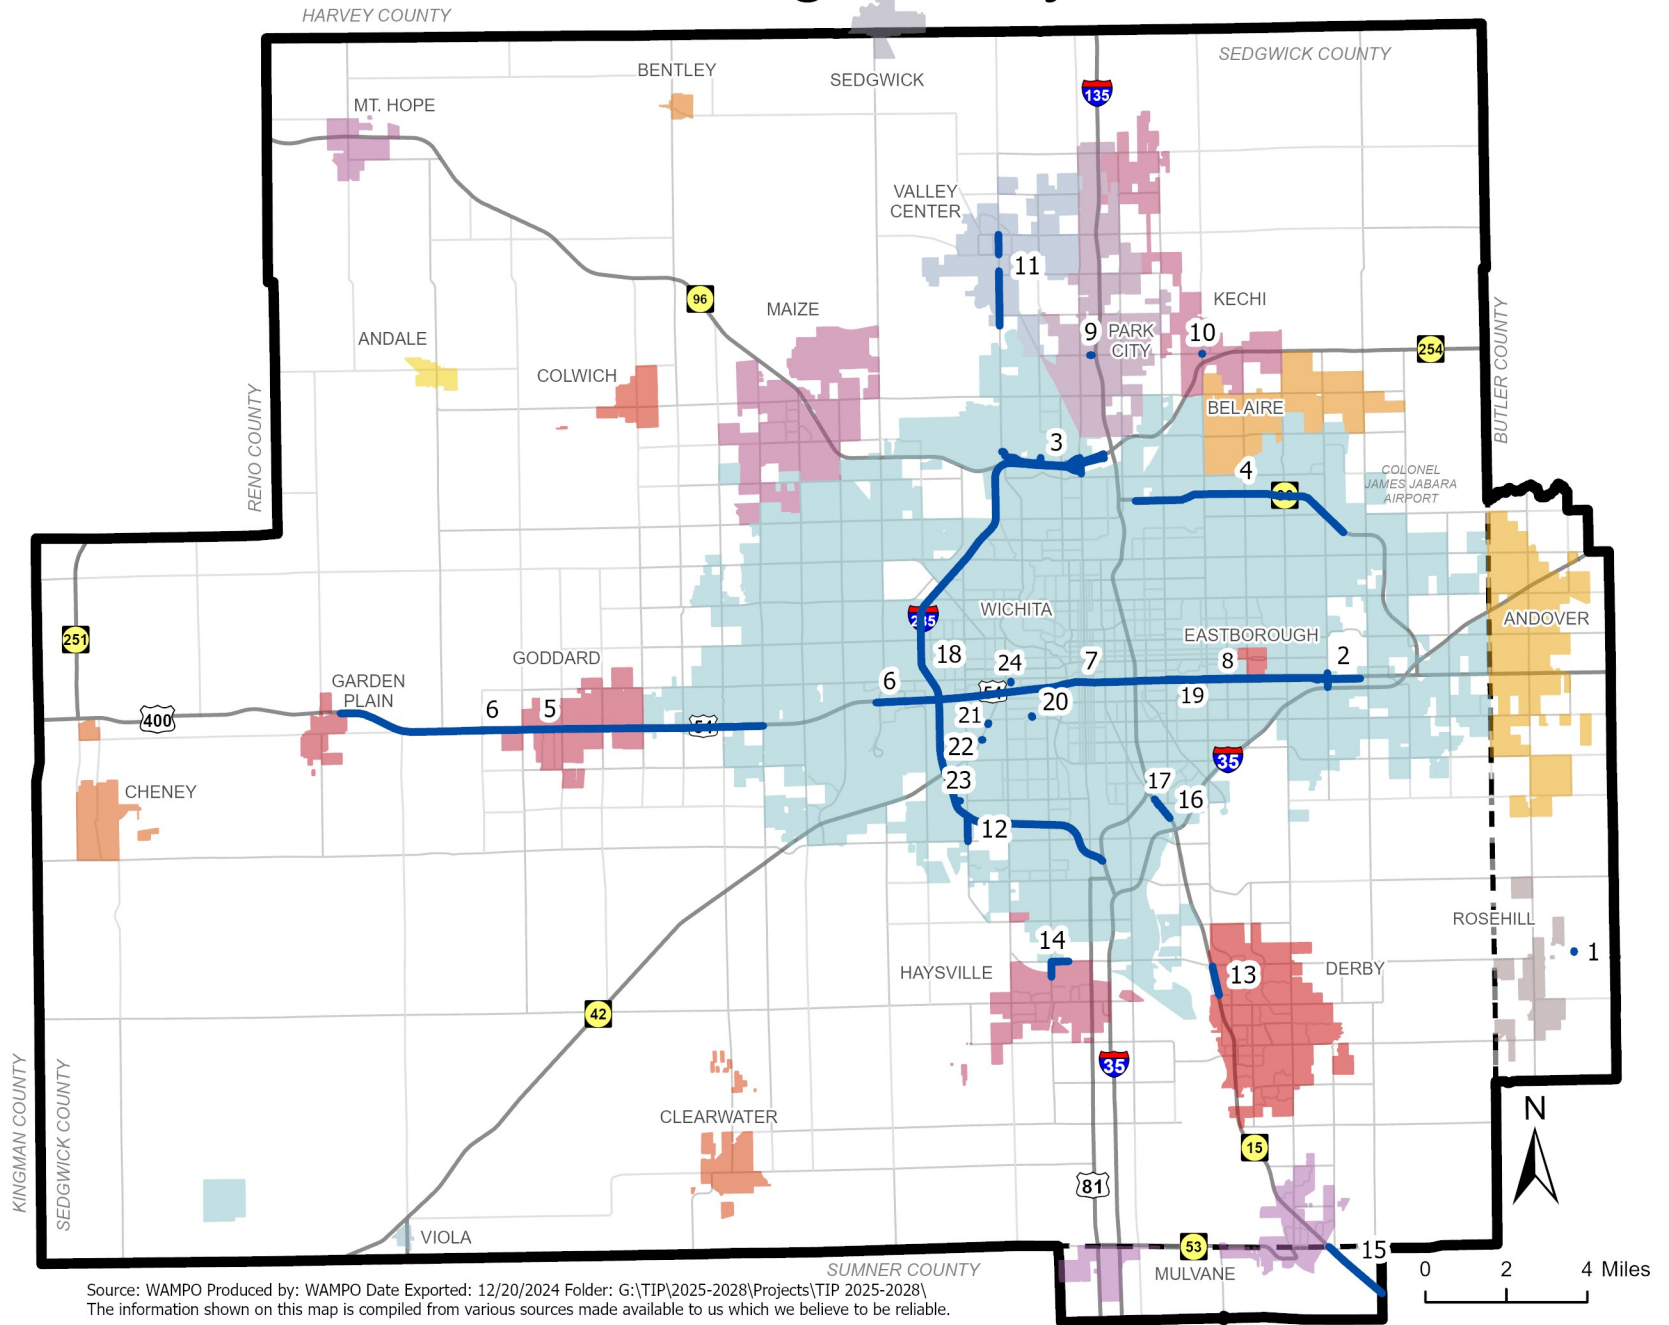 HARVEY COUNTY
SEDGWICK COUNTY
BENTLEY
SEDGWICK
135
MT. HOPE
VALLEY
CENTER
11
96
MAIZE
KECHI
BUTLER COUNTY
ANDALE
9
PARK
CITY
10
254
COLWICH
RENO COUNTY
BEL AIRE
3
4
COLONEL
JAMES JABARA
AIRPORT
WICHITA
235
ANDOVER
251
EASTBOROUGH
GODDARD
18
24
7
8
2
GARDEN
PLAIN
6
54
19
400
6
5
54
21
20
22
35
23
17
16
CHENEY
12
ROSEHILL
14
1
HAYSVILLE
13
DERBY
42
35
KINGMAN COUNTY
SEDGWICK COUNTY
CLEARWATER
N
15
81
VIOLA
53
15
SUMNER COUNTY
MULVANE
0 2 4 Miles
Source: WAMPO Produced by: WAMPO Date Exported: 12/20/2024 Folder: G:\TIP\2025-2028\Projects\TIP 2025-2028\
The information shown on this map is compiled from various sources made available to us which we believe to be reliable.